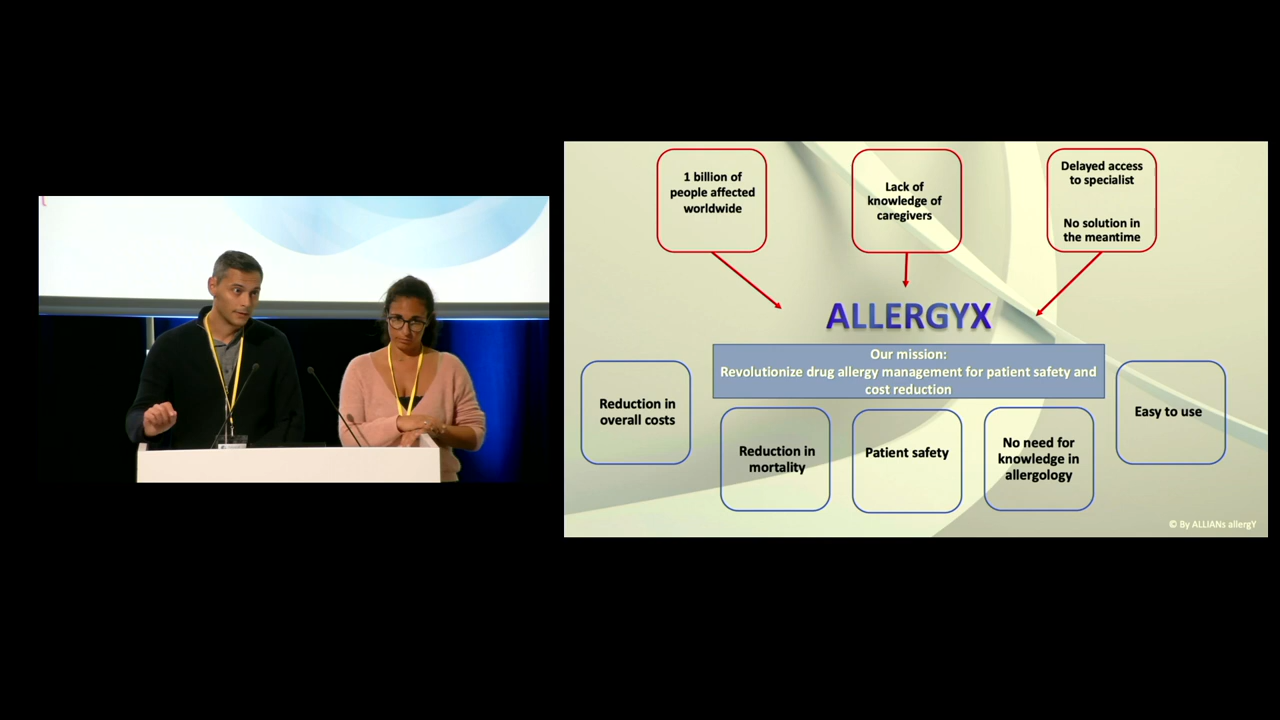 1 billion of
people affected
worldwide
Lack of
knowledge of
caregivers
Delayed access
to specialist
No solution in
the meantime
ALLERGYX
Our mission:
Revolutionize drug allergy management for patient safety and
cost reduction
Reduction in
overall costs
Reduction in
mortality
Patient safety
No need for
knowledge in
allergology
Easy to use
© By ALLIANs allergY